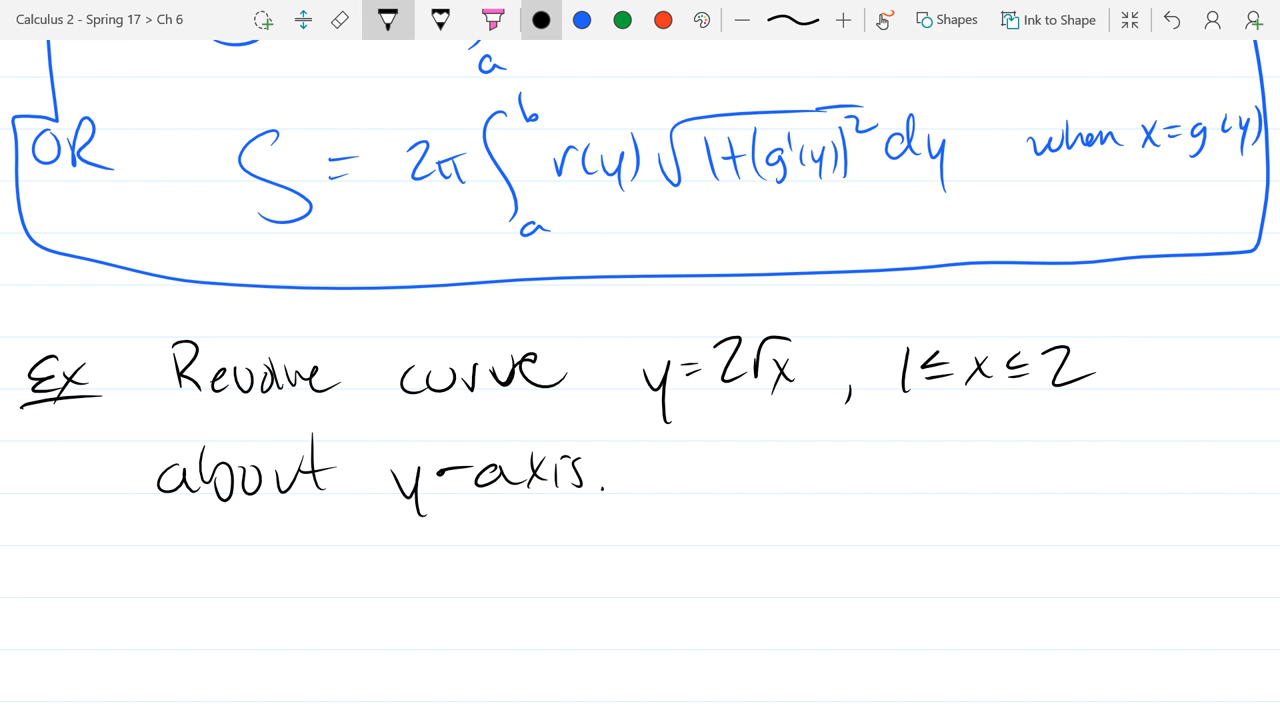 Calculus 2 - Spring 17 > Ch 6
Shapes
Ink to Shape
a
OR S = 2π ∫_a^b r(y) √(1+(g'(y))^2) dy when x = g(y)
Ex Revolve curve y = 2√x , 1 ≤ x ≤ 2
about y-axis.